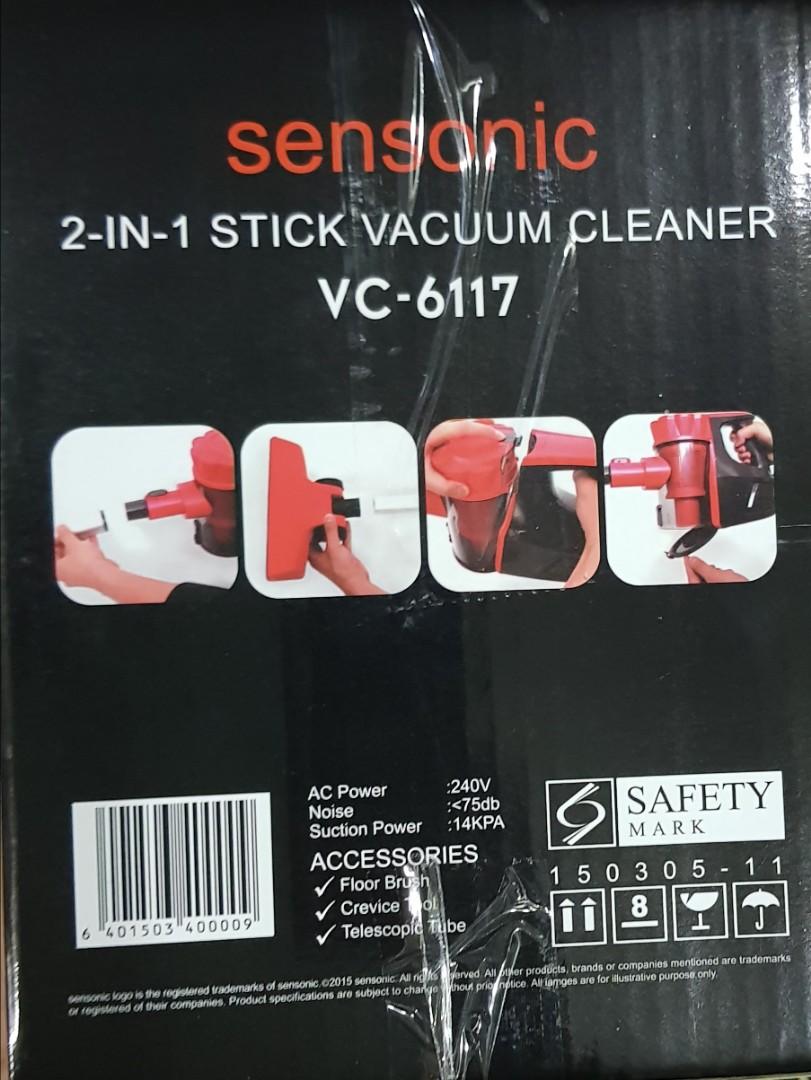 sensonic
2-IN-1 STICK VACUUM CLEANER
VC-6117
AC Power :240V
Noise :<75db
Suction Power :14KPA
ACCESSORIES
✓ Floor Brush
✓ Crevice Tool
✓ Telescopic Tube
6 401503 400009
SAFETY
MARK
150305-11
8
sensonic logo is the registered trademarks of sensonic.©2015 sensonic. All rights reserved. All other products, brands or companies mentioned are trademarks
or registered of their companies. Product specifications are subject to change without prior notice. All iamges are for illustrative purpose only.